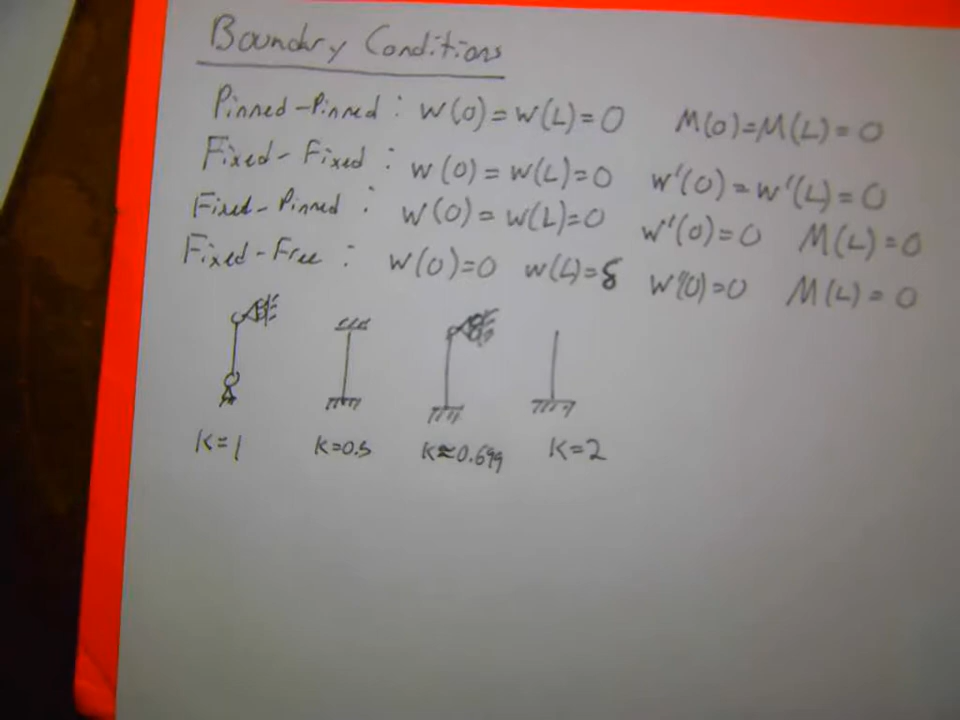 Boundary Conditions
Pinned-Pinned: w(0)=w(L)=0 M(0)=M(L)=0
Fixed-Fixed: w(0)=w(L)=0 w'(0)=w'(L)=0
Fixed-Pinned: w(0)=w(L)=0 w'(0)=0 M(L)=0
Fixed-Free: w(0)=0 w(L)=δ w'(0)=0 M(L)=0
K=1 K=0.5 K≈0.699 K=2